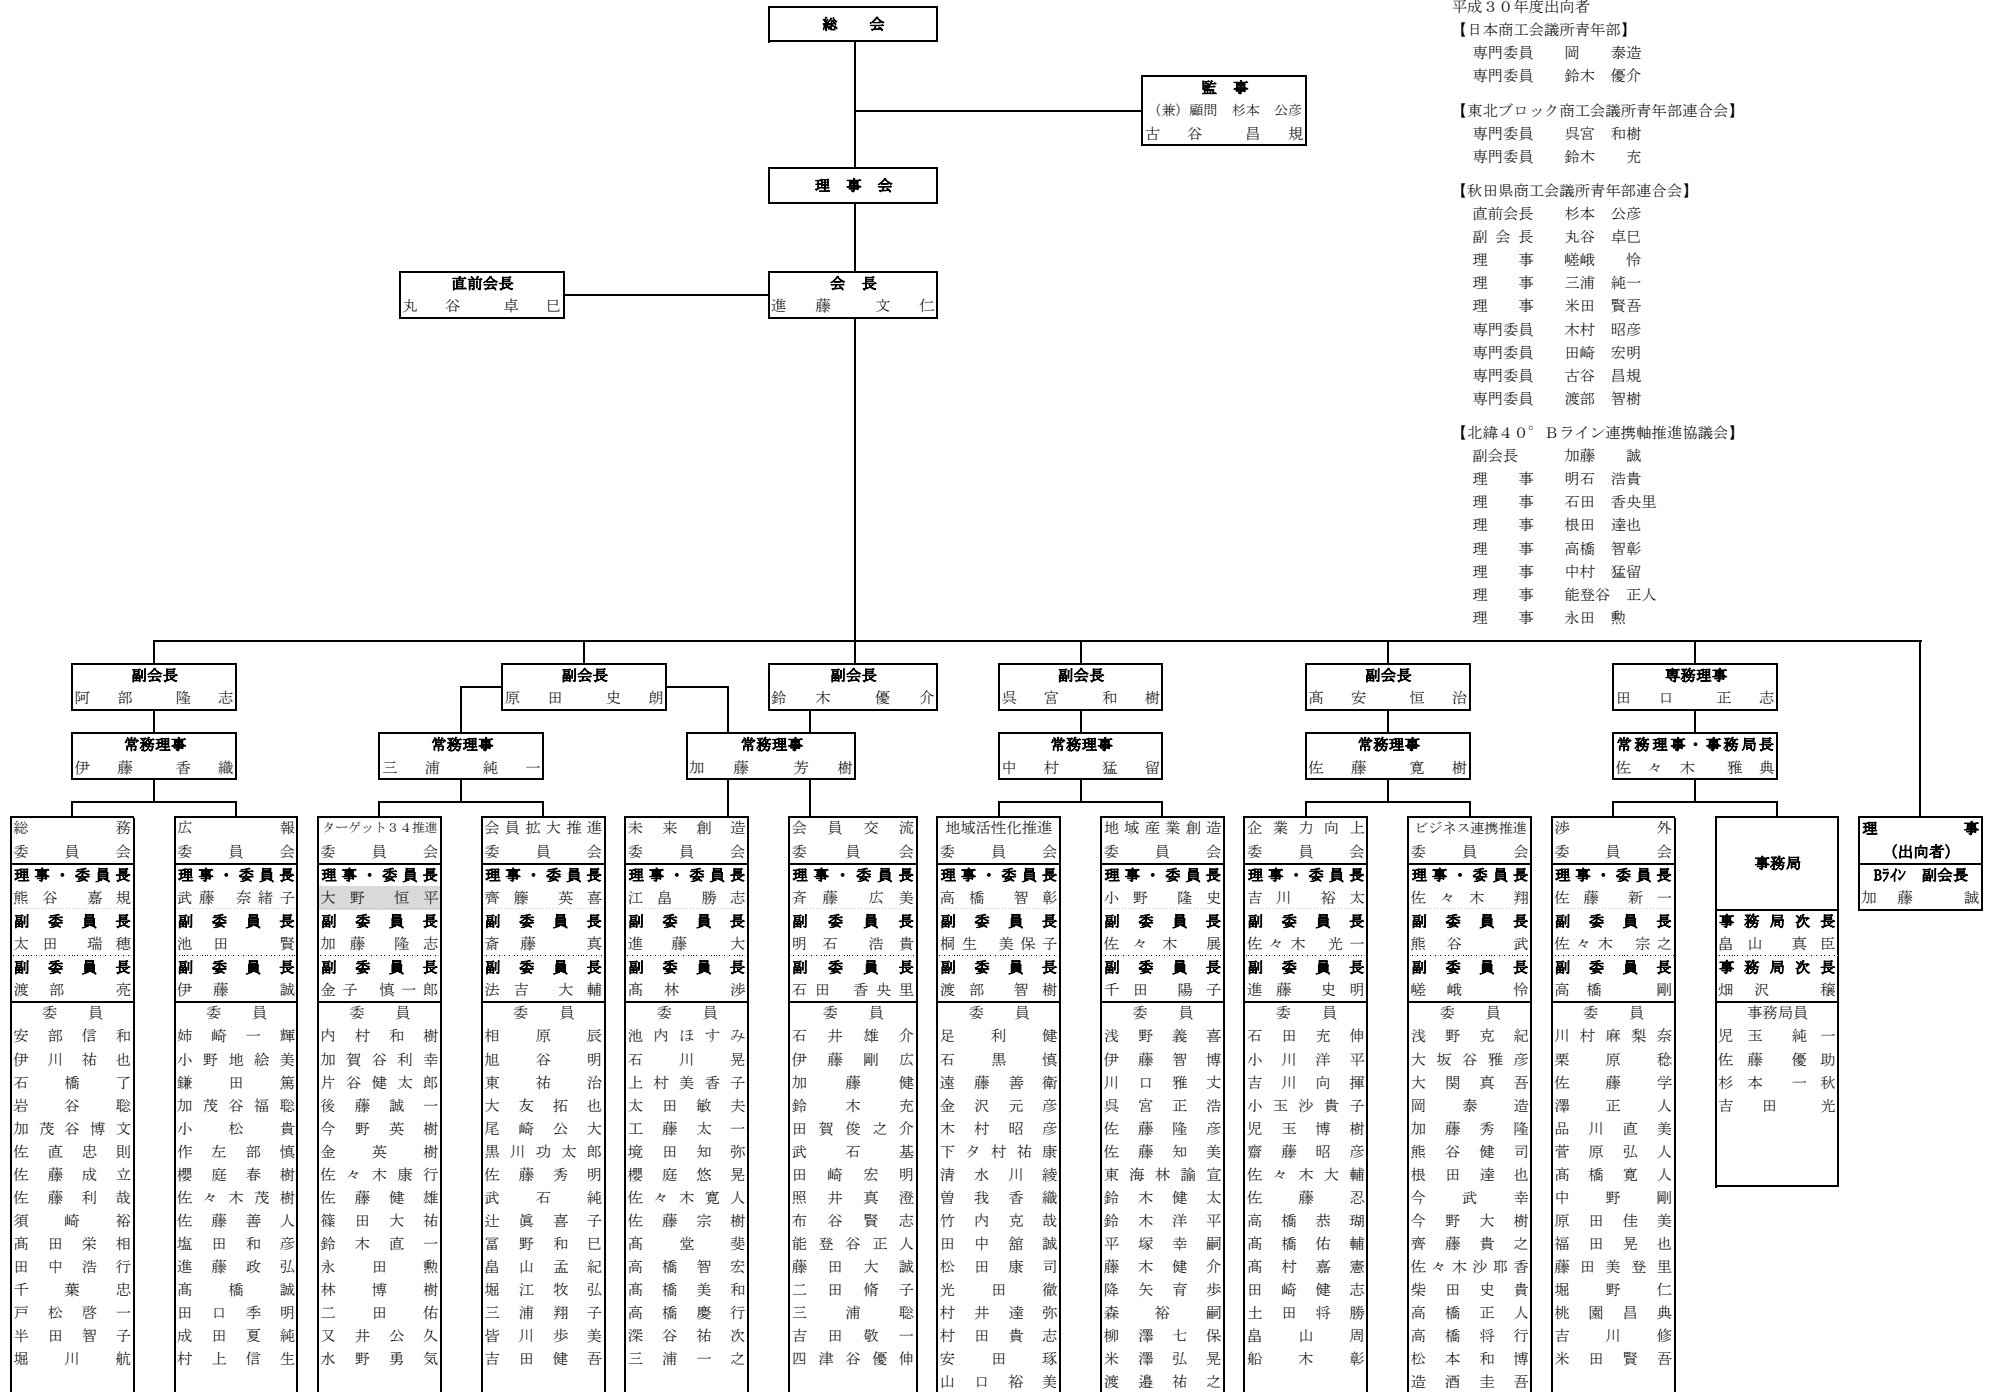 総会
監事
（兼）顧問 杉本 公彦
古谷 昌規
理事会
直前会長
丸谷 卓巳
会長
進藤 文仁
平成３０年度出向者
【日本商工会議所青年部】
専門委員 岡 泰造
専門委員 鈴木 優介
【東北ブロック商工会議所青年部連合会】
専門委員 呉宮 和樹
専門委員 鈴木 充
【秋田県商工会議所青年部連合会】
直前会長 杉本 公彦
副会長 丸谷 卓巳
理事 嵯峨 怜
理事 三浦 純一
理事 米田 賢吾
専門委員 木村 昭彦
専門委員 田崎 宏明
専門委員 古谷 昌規
専門委員 渡部 智樹
【北緯４０°Ｂライン連携軸推進協議会】
副会長 加藤 誠
理事 明石 浩貴
理事 石田 香央里
理事 根田 達也
理事 高橋 智彰
理事 中村 猛留
理事 能登谷 正人
理事 永田 勲
副会長
阿部 隆志
副会長
原田 史朗
副会長
鈴木 優介
副会長
呉宮 和樹
副会長
髙安 恒治
専務理事
田口 正志
常務理事
伊藤 香織
常務理事
三浦 純一
常務理事
加藤 芳樹
常務理事
中村 猛留
常務理事
佐藤 寛樹
常務理事・事務局長
佐々木 雅典
総務
委員会
理事・委員長
熊谷 嘉規
副委員長
太田 瑞穂
副委員長
渡部 亮
委員
安部信和
伊川祐也
石橋了
岩谷聡
加茂谷博文
佐直忠則
佐藤成立
佐藤利哉
須崎裕
髙田栄相
田中浩行
千葉忠
戸松啓一
半田智子
堀川航
広報
委員会
理事・委員長
武藤 奈緒子
副委員長
池田 賢
副委員長
伊藤 誠
委員
姉崎一輝
小野地絵美
鎌田篤
加茂谷福聡
小松貴
作左部慎
櫻庭春樹
佐々木茂樹
佐藤善人
塩田和彦
進藤政弘
髙橋誠
田口季明
成田夏純
村上信生
ターゲット３４推進
委員会
理事・委員長
大野 恒平
副委員長
加藤 隆志
副委員長
金子 慎一郎
委員
内村和樹
加賀谷利幸
片谷健太郎
後藤誠一
今野英樹
金英樹
佐々木康行
佐藤健雄
篠田大祐
鈴木直一
永田勲
林博樹
二田佑
又井公久
水野勇気
会員拡大推進
委員会
理事・委員長
齊籐 英喜
副委員長
斎藤 真
副委員長
法吉 大輔
委員
相原辰
旭谷明
東祐治
大友拓也
尾崎公大
黒川功太郎
佐藤秀明
武石純
辻眞喜子
冨野和巳
畠山孟紀
堀江牧弘
三浦翔子
皆川歩美
吉田健吾
未来創造
委員会
理事・委員長
江畠 勝志
副委員長
進藤 大
副委員長
髙林 渉
委員
池内ほすみ
石川晃
上村美香子
太田敏夫
工藤太一
境田知弥
櫻庭悠晃
佐々木寛人
佐藤宗樹
髙堂斐
高橋智宏
髙橋美和
高橋慶行
深谷祐次
三浦一之
会員交流
委員会
理事・委員長
斉藤 広美
副委員長
明石 浩貴
副委員長
石田 香央里
委員
石井雄介
伊藤剛広
加藤健
鈴木充
田賀俊之介
武石基
田崎宏明
照井真澄
布谷賢志
能登谷正人
藤田大誠
二田脩子
三浦聡
吉田敬一
四津谷優伸
地域活性化推進
委員会
理事・委員長
高橋 智彰
副委員長
桐生 美保子
副委員長
渡部 智樹
委員
足利健
石黒慎
遠藤善衛
金沢元彦
木村昭彦
下夕村祐康
清水川綾
曽我香織
竹内克哉
田中舘誠
松田康司
光田徹
村井達弥
村田貴志
安田琢
山口裕美
地域産業創造
委員会
理事・委員長
小野 隆史
副委員長
佐々木 展
副委員長
千田 陽子
委員
浅野義喜
伊藤智博
川口雅丈
呉宮正浩
佐藤隆彦
佐藤知美
東海林諭宣
鈴木健太
鈴木洋平
平塚幸嗣
藤木健介
降矢育歩
森裕嗣
柳澤七保
米澤弘晃
渡邉祐之
企業力向上
委員会
理事・委員長
吉川 裕太
副委員長
佐々木 光一
副委員長
進藤 史明
委員
石田充伸
小川洋平
吉川向揮
小玉沙貴子
児玉博樹
齋藤昭彦
佐々木大輔
佐藤忍
高橋恭瑚
髙橋佑輔
髙村嘉憲
田崎健志
土田将勝
畠山周
船木彰
ビジネス連携推進
委員会
理事・委員長
佐々木 翔
副委員長
熊谷 武
副委員長
嵯峨 怜
委員
浅野克紀
大坂谷雅彦
大関真吾
岡泰造
加藤秀隆
熊谷健司
根田達也
今武幸
今野大樹
齊藤貴之
佐々木沙耶香
柴田史貴
高橋正人
高橋将行
松本和博
造酒圭吾
渉外
委員会
理事・委員長
佐藤 新一
副委員長
佐々木 宗之
副委員長
高橋 剛
委員
川村麻梨奈
栗原稔
佐藤学
澤正人
品川直美
菅原弘人
髙橋寛人
中野剛
原田佳美
福田晃也
藤田美登里
堀野仁
桃園昌典
吉川修
米田賢吾
事務局
事務局次長
畠山 真臣
事務局次長
畑沢 穣
事務局員
児玉純一
佐藤優助
杉本一秋
吉田光
理事
（出向者）
Bﾗｲﾝ 副会長
加藤 誠